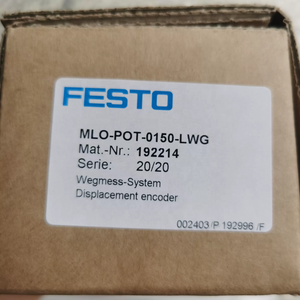 FESTO
MLO-POT-0150-LWG
Mat.-Nr.: 192214
Serie: 20/20
Wegmess-System
Displacement encoder
002403 P 192996 /F